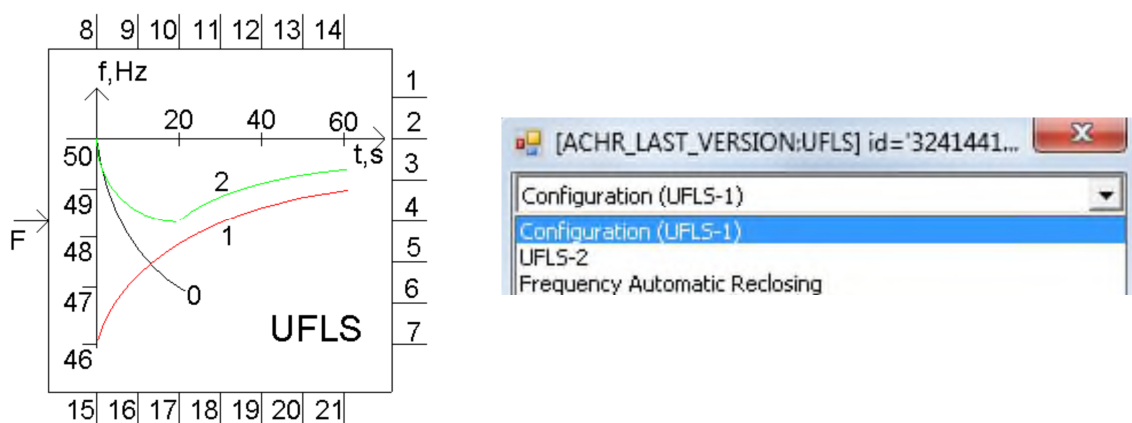 8 9 10 11 12 13 14
f,Hz
1
20 40 60
2
t,s
50
3
2
49
4
F
1
48
5
47
0
6
UFLS
7
46
15 16 17 18 19 20 21
[ACHR_LAST_VERSION:UFLS] id='3241441...
Configuration (UFLS-1)
Configuration (UFLS-1)
UFLS-2
Frequency Automatic Reclosing